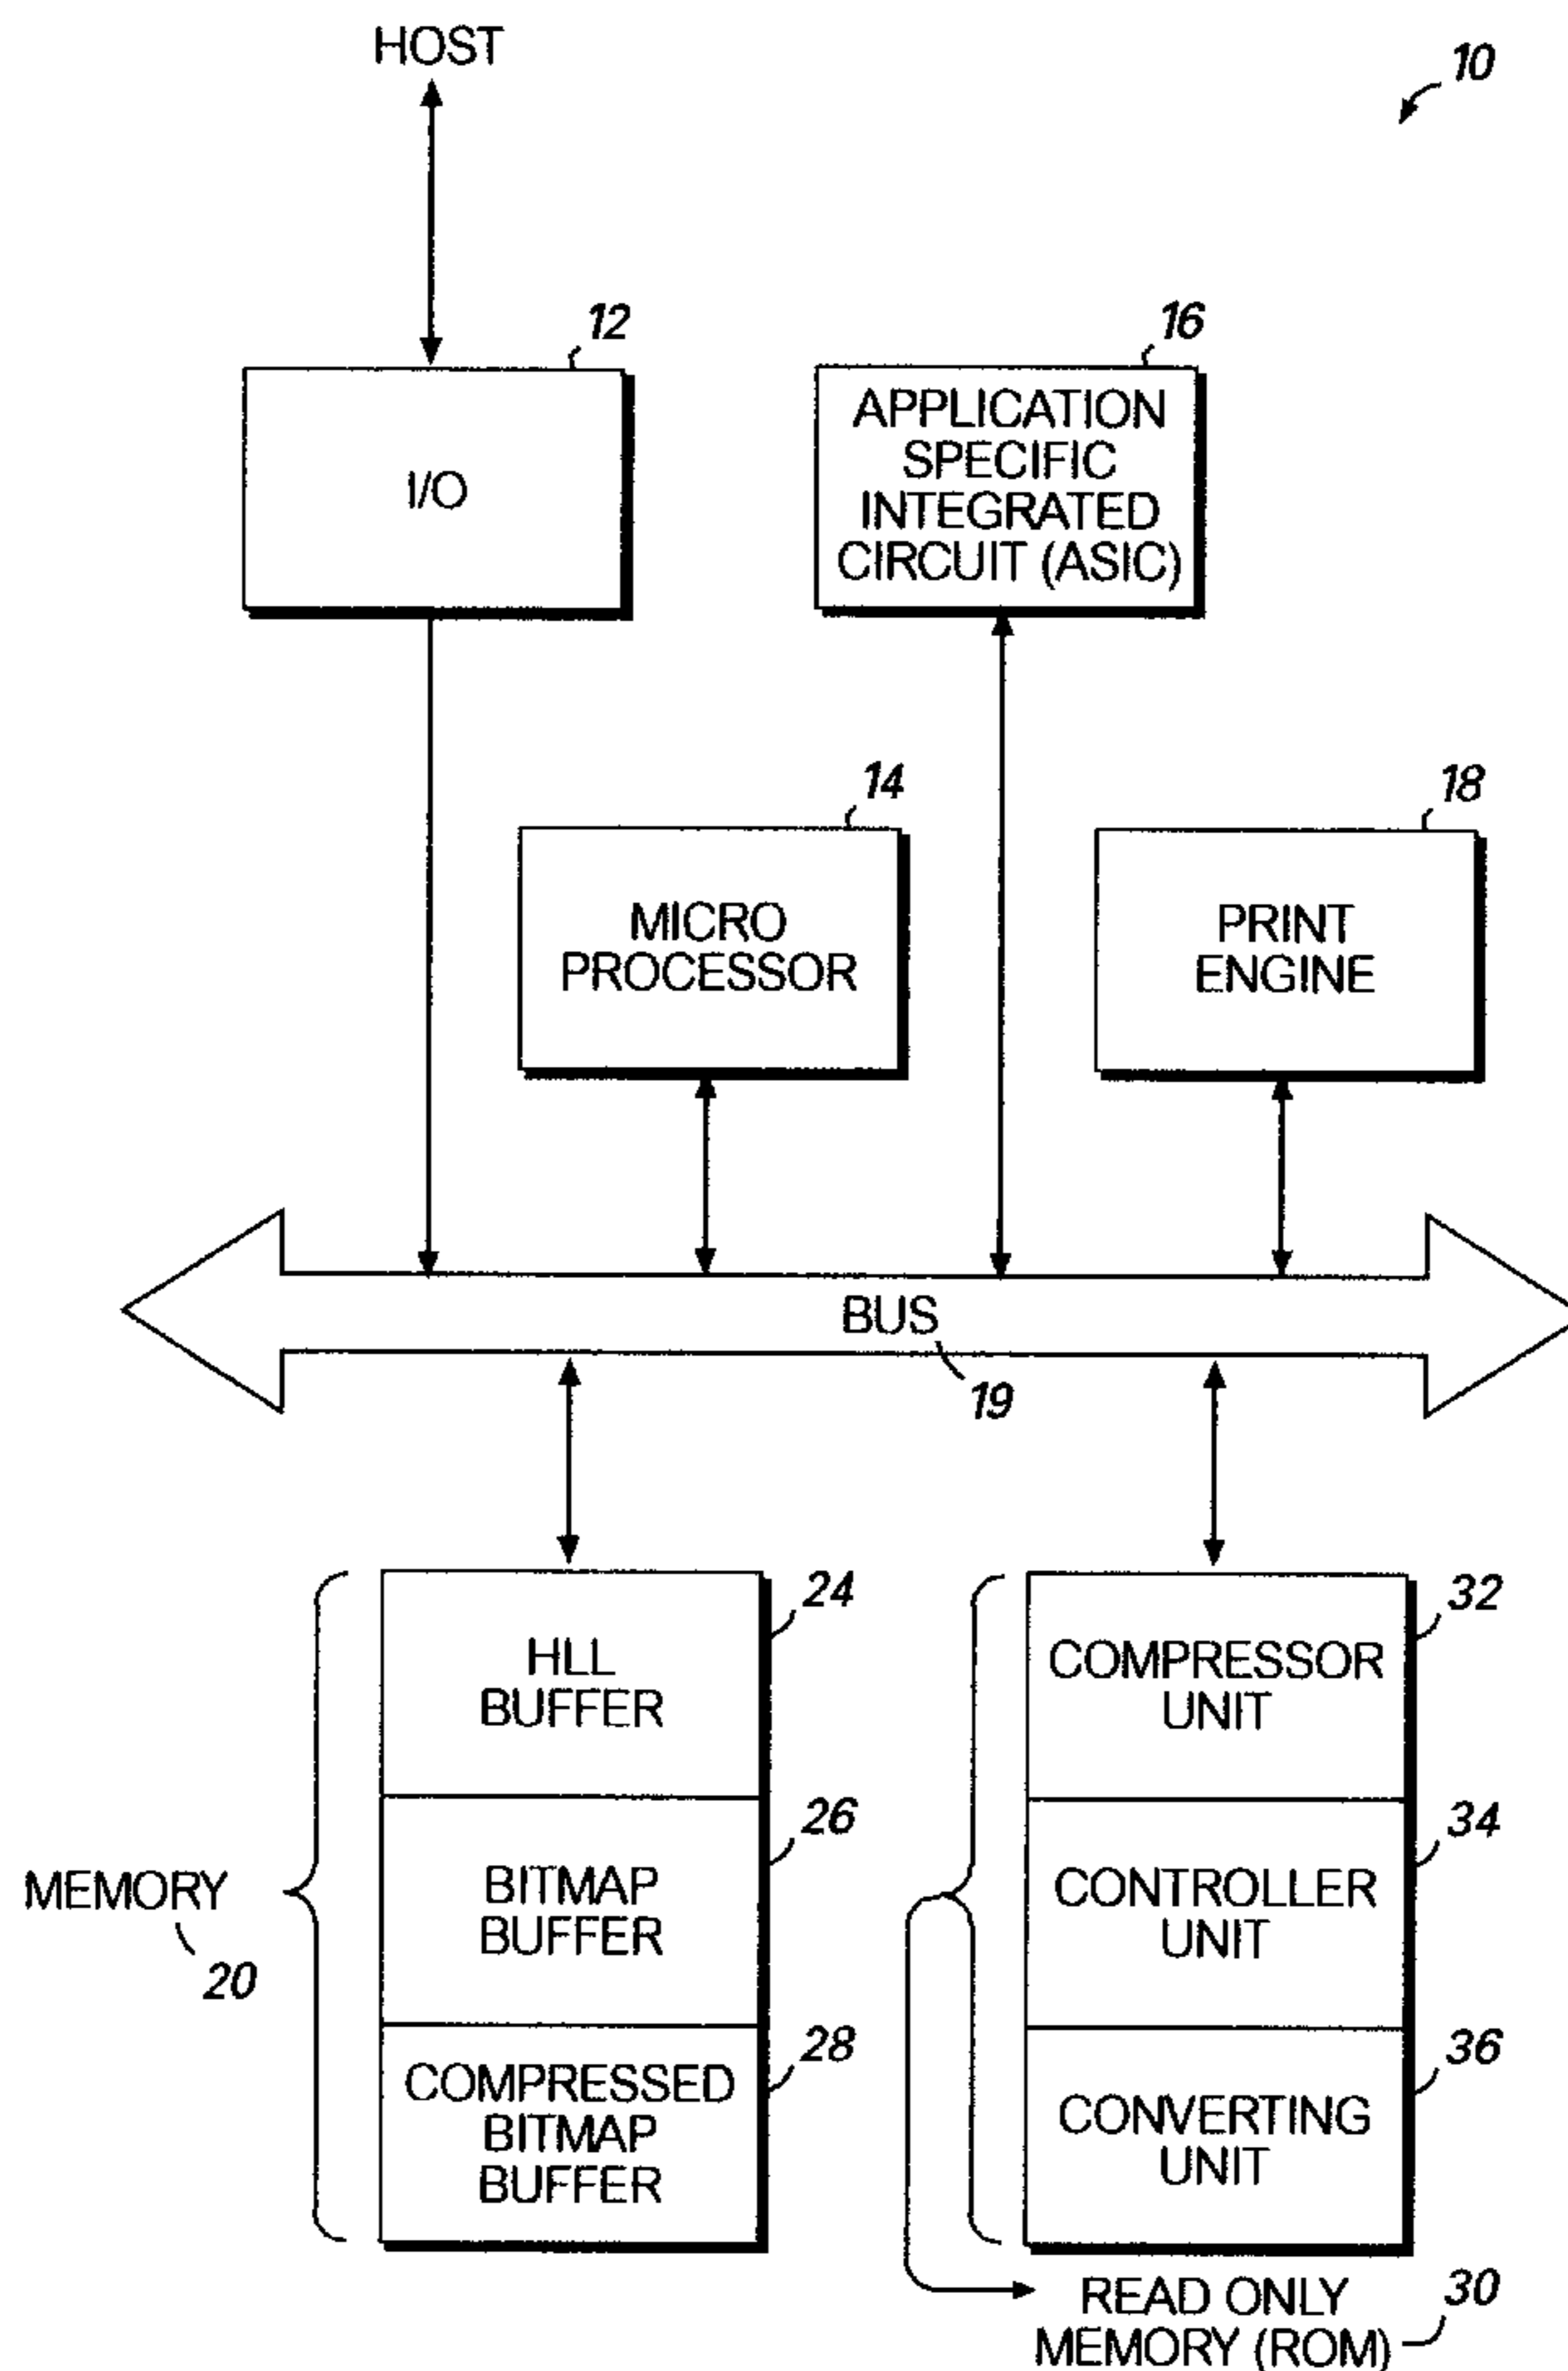 HOST
10
12
I/O
16
APPLICATION
SPECIFIC
INTEGRATED
CIRCUIT (ASIC)
14
MICRO
PROCESSOR
18
PRINT
ENGINE
BUS
19
MEMORY
20
24
HLL
BUFFER
26
BITMAP
BUFFER
28
COMPRESSED
BITMAP
BUFFER
32
COMPRESSOR
UNIT
34
CONTROLLER
UNIT
36
CONVERTING
UNIT
READ ONLY
MEMORY (ROM)
30